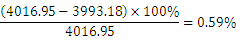 (4016.95 − 3993.18) × 100%
4016.95
= 0.59%